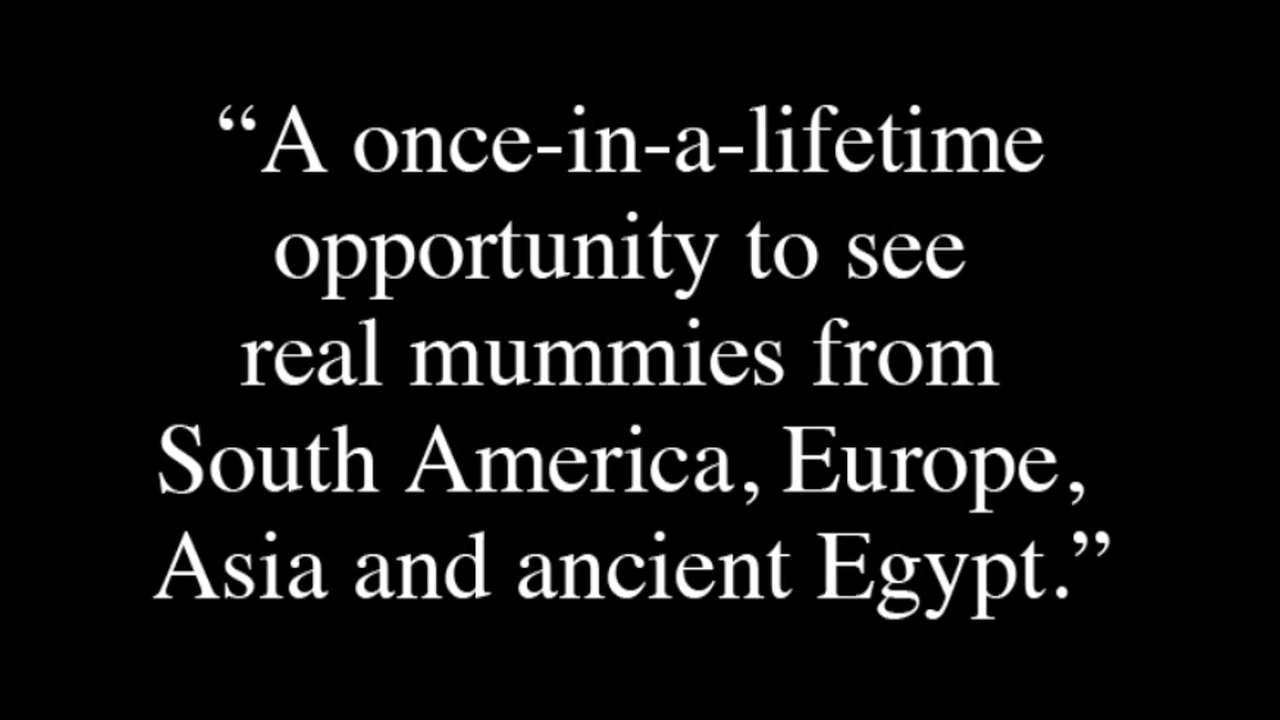 “A once-in-a-lifetime
opportunity to see
real mummies from
South America, Europe,
Asia and ancient Egypt.”